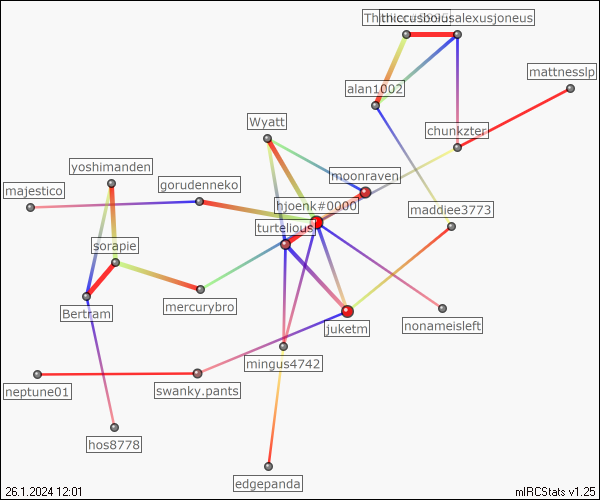 thiccusbonusalexusjoneus
mattnesslp
alan1002
Wyatt
chunkzter
yoshimanden
moonraven
gorudenneko
majestico
hjoenk#0000
maddiee3773
turtelious
sorapie
mercurybro
Bertram
nonameisleft
juketm
mingus4742
neptune01
swanky.pants
hos8778
edgepanda
26.1.2024 12:01
mIRCStats v1.25